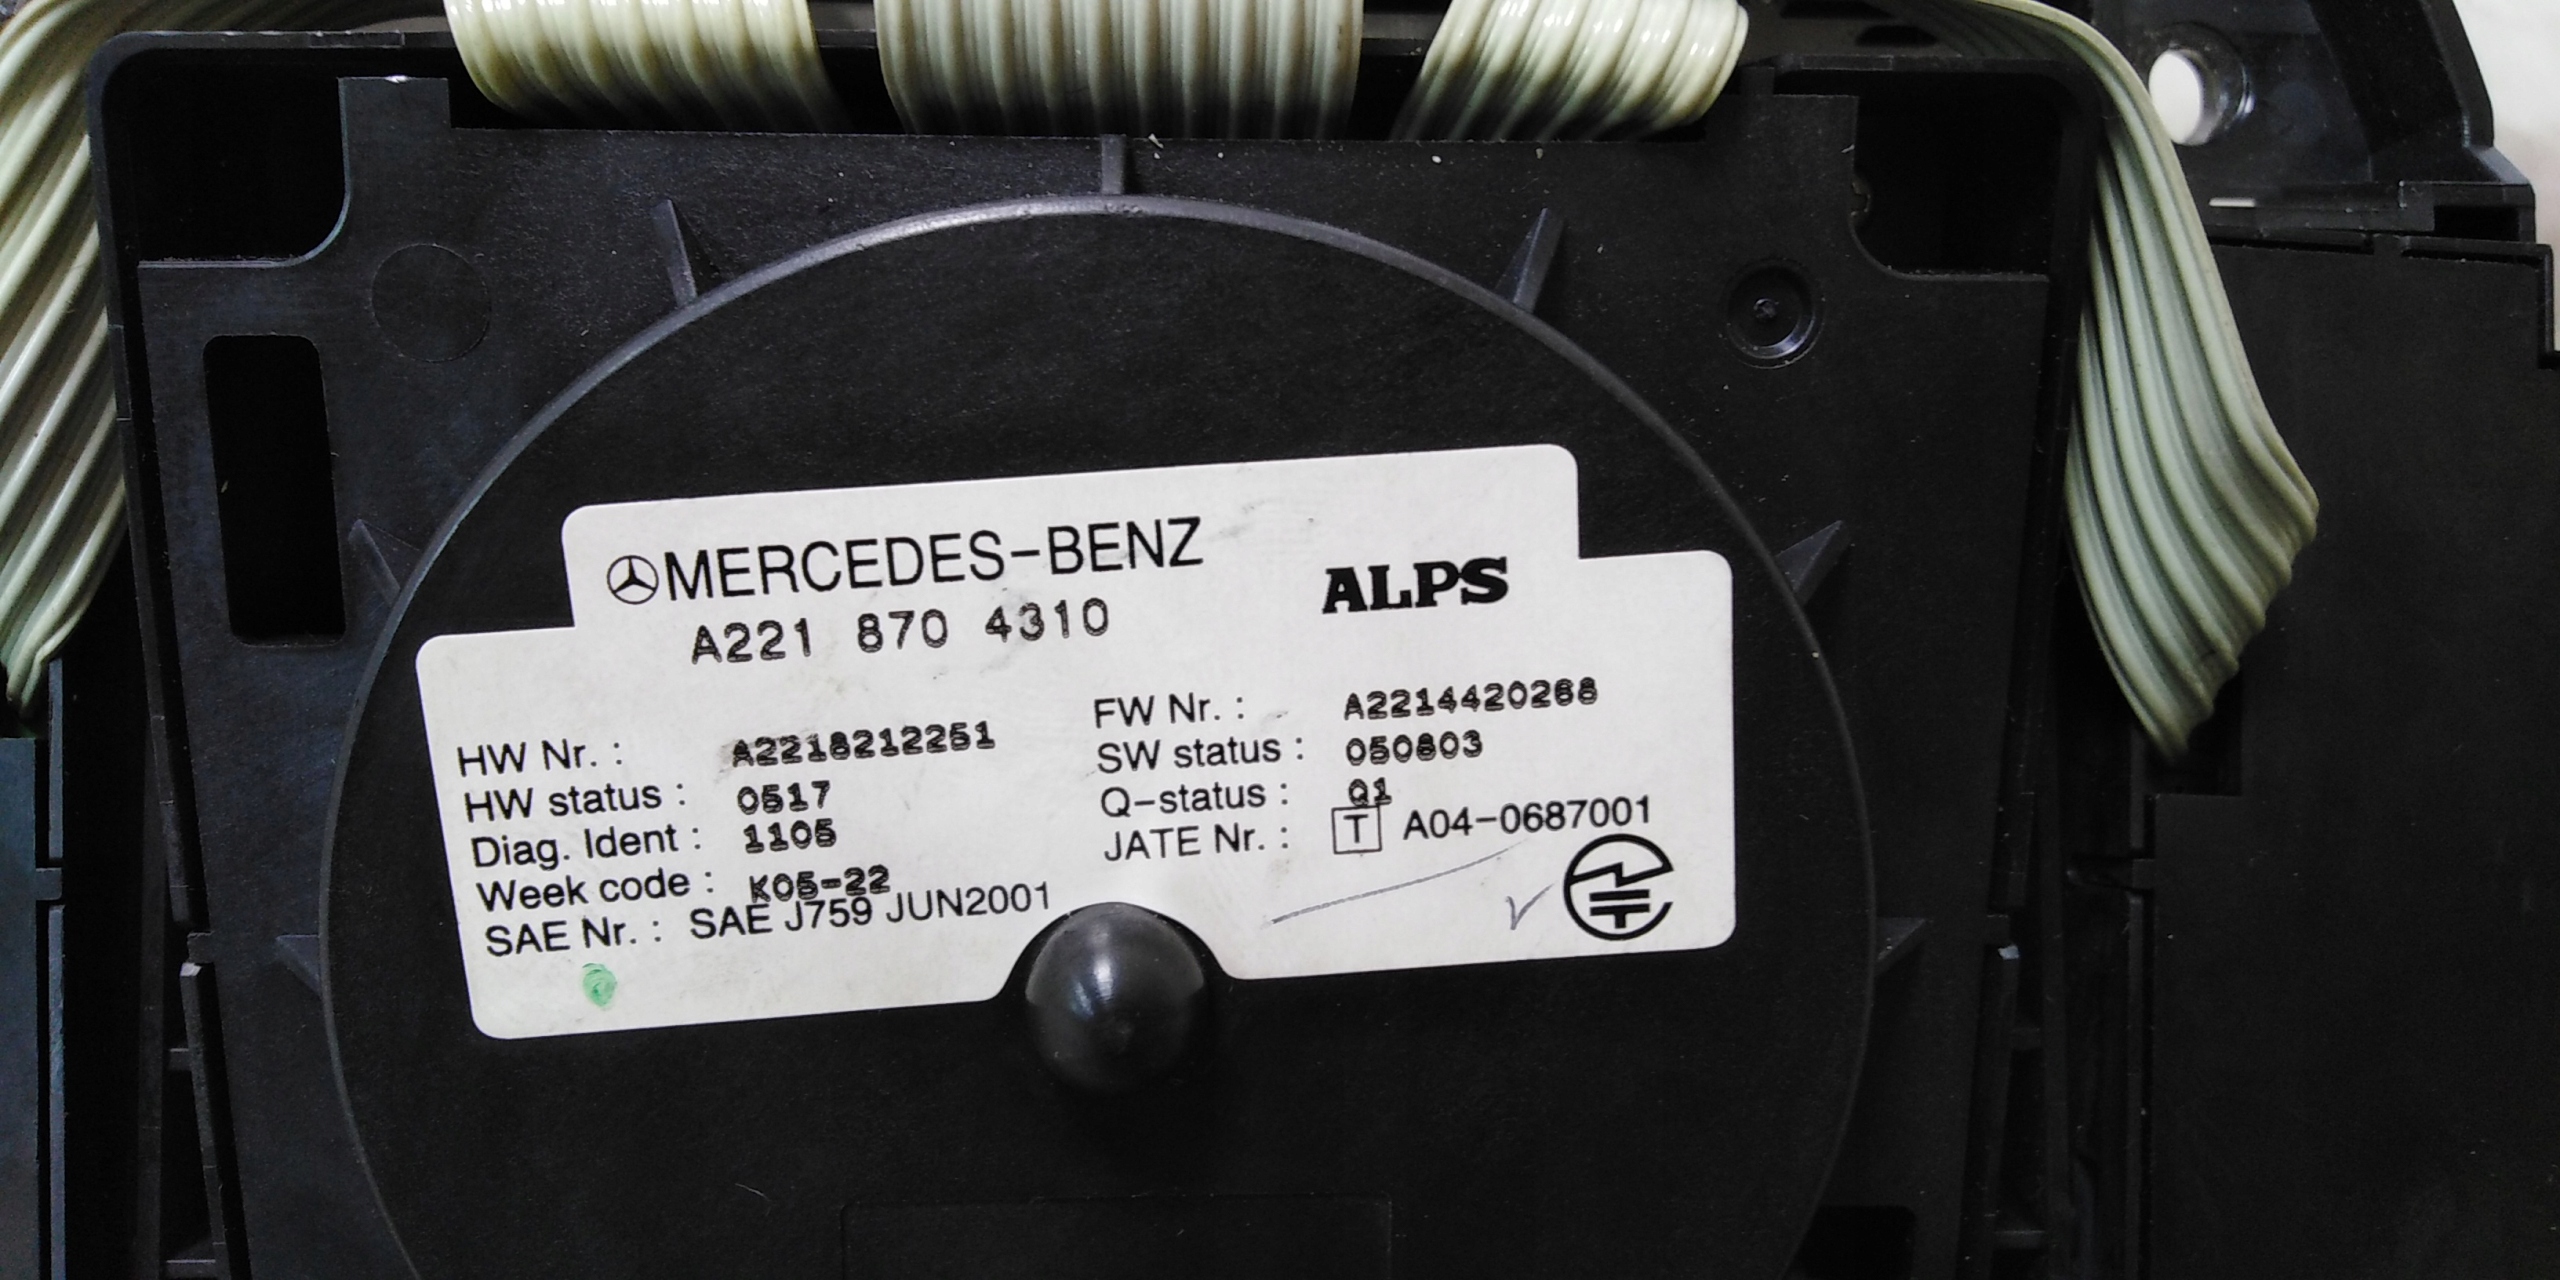 MERCEDES-BENZ
ALPS
A221 870 4310
HW Nr. : A2218212251
HW status : 0517
Diag. Ident : 1105
Week code : K05-22
SAE Nr. : SAE J759 JUN2001
FW Nr. : A2214420268
SW status : 050803
Q-status : Q1
JATE Nr. : T A04-0687001